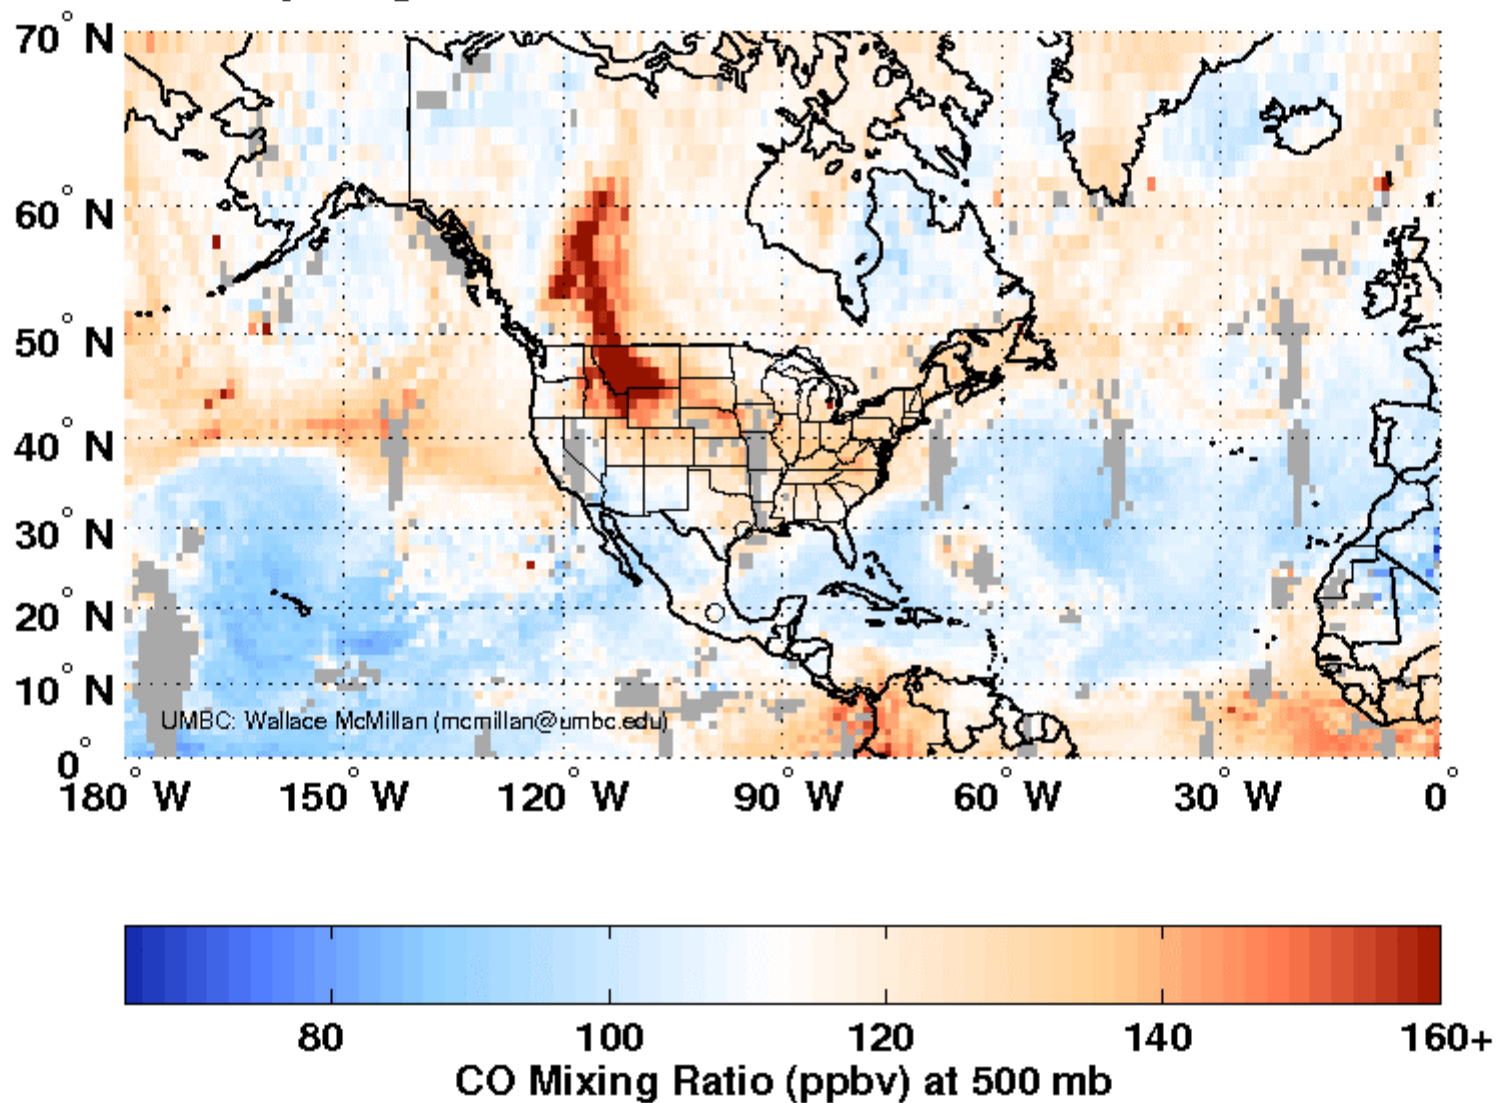 70° N
60° N
50° N
40° N
30° N
20° N
10° N
UMBC: Wallace McMillan (mcmillan@umbc.edu)
0°
180° W 150° W 120° W 90° W 60° W 30° W 0°
80 100 120 140 160+
CO Mixing Ratio (ppbv) at 500 mb